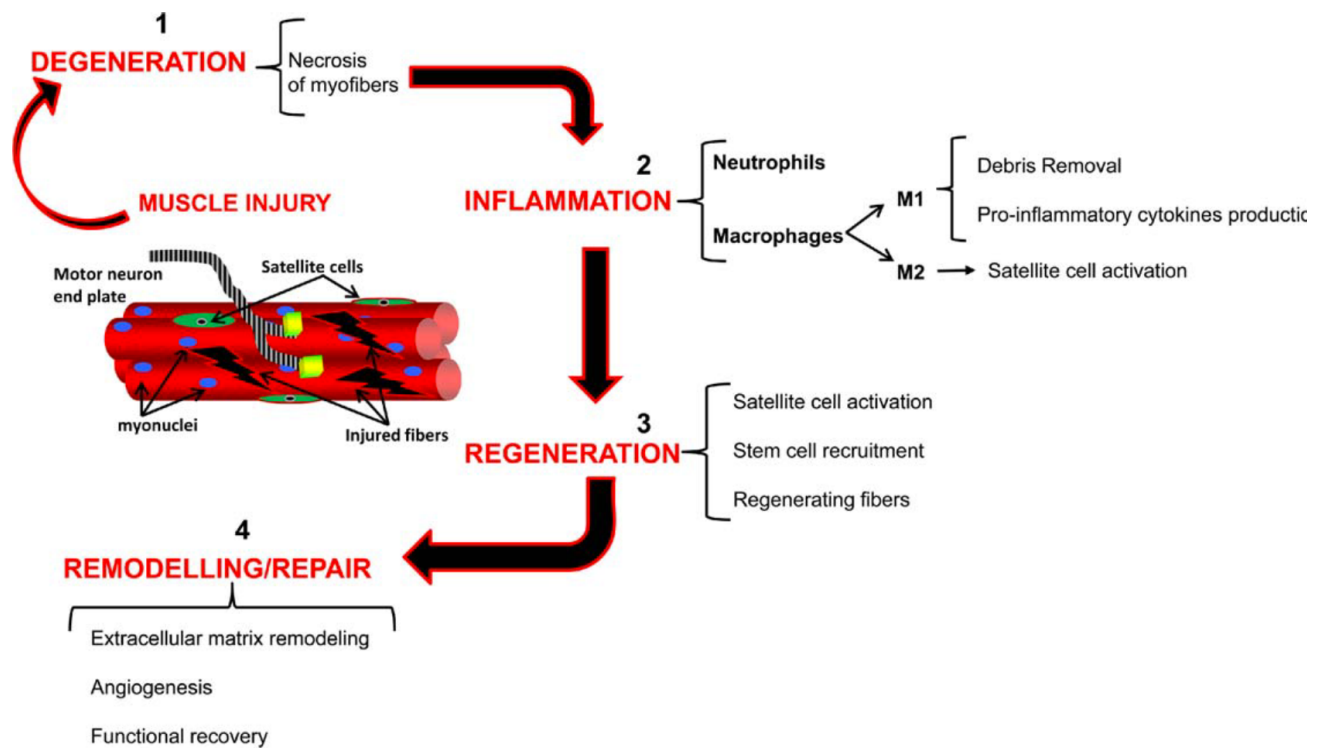 1
DEGENERATION
Necrosis
of myofibers
2
INFLAMMATION
Neutrophils
Macrophages
M1
Debris Removal
Pro-inflammatory cytokines productio
M2
Satellite cell activation
MUSCLE INJURY
Motor neuron
end plate
Satellite cells
myonuclei
Injured fibers
3
REGENERATION
Satellite cell activation
Stem cell recruitment
Regenerating fibers
4
REMODELLING/REPAIR
Extracellular matrix remodeling
Angiogenesis
Functional recovery